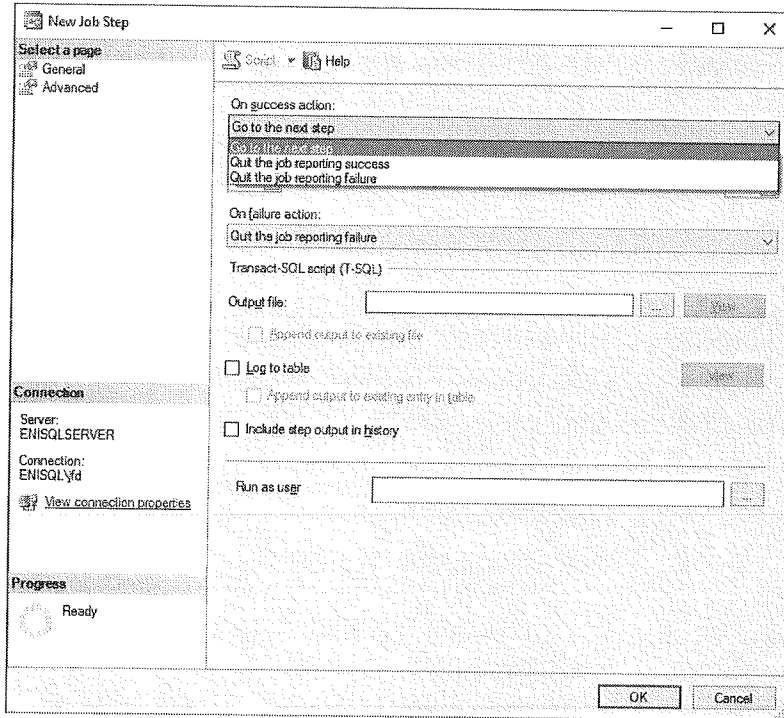 New Job Step
Select a page
General
Advanced
Script
Help
On success action:
Go to the next step
Go to the next step
Quit the job reporting success
Quit the job reporting failure
On failure action:
Quit the job reporting failure
Transact-SQL script (T-SQL)
Output file:
...
View
Append output to existing file
Log to table
View
Append output to existing entry in table
Include step output in history
Run as user
...
Connection
Server:
ENISQLSERVER
Connection:
ENISQL\fd
View connection properties
Progress
Ready
OK
Cancel